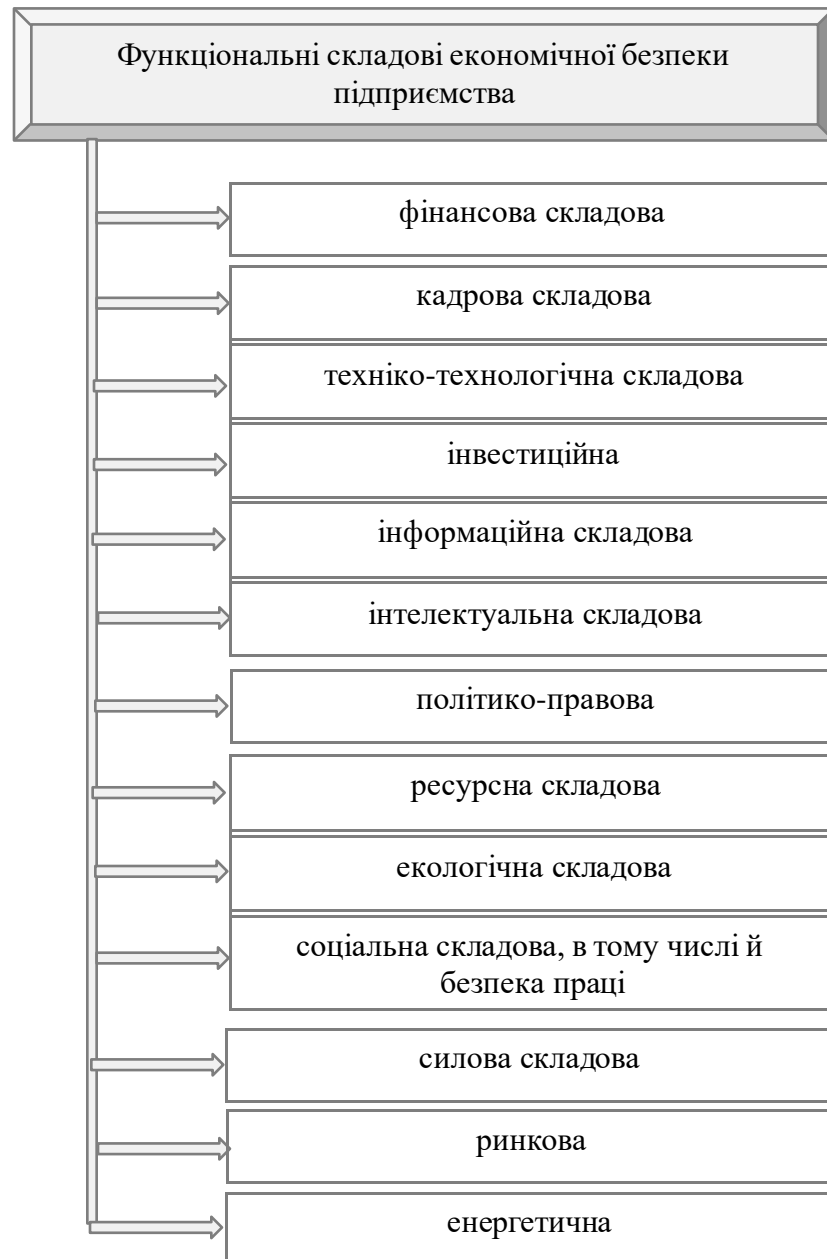 Функціональні складові економічної безпеки
підприємства
фінансова складова
кадрова складова
техніко-технологічна складова
інвестиційна
інформаційна складова
інтелектуальна складова
політико-правова
ресурсна складова
екологічна складова
соціальна складова, в тому числі й
безпека праці
силова складова
ринкова
енергетична